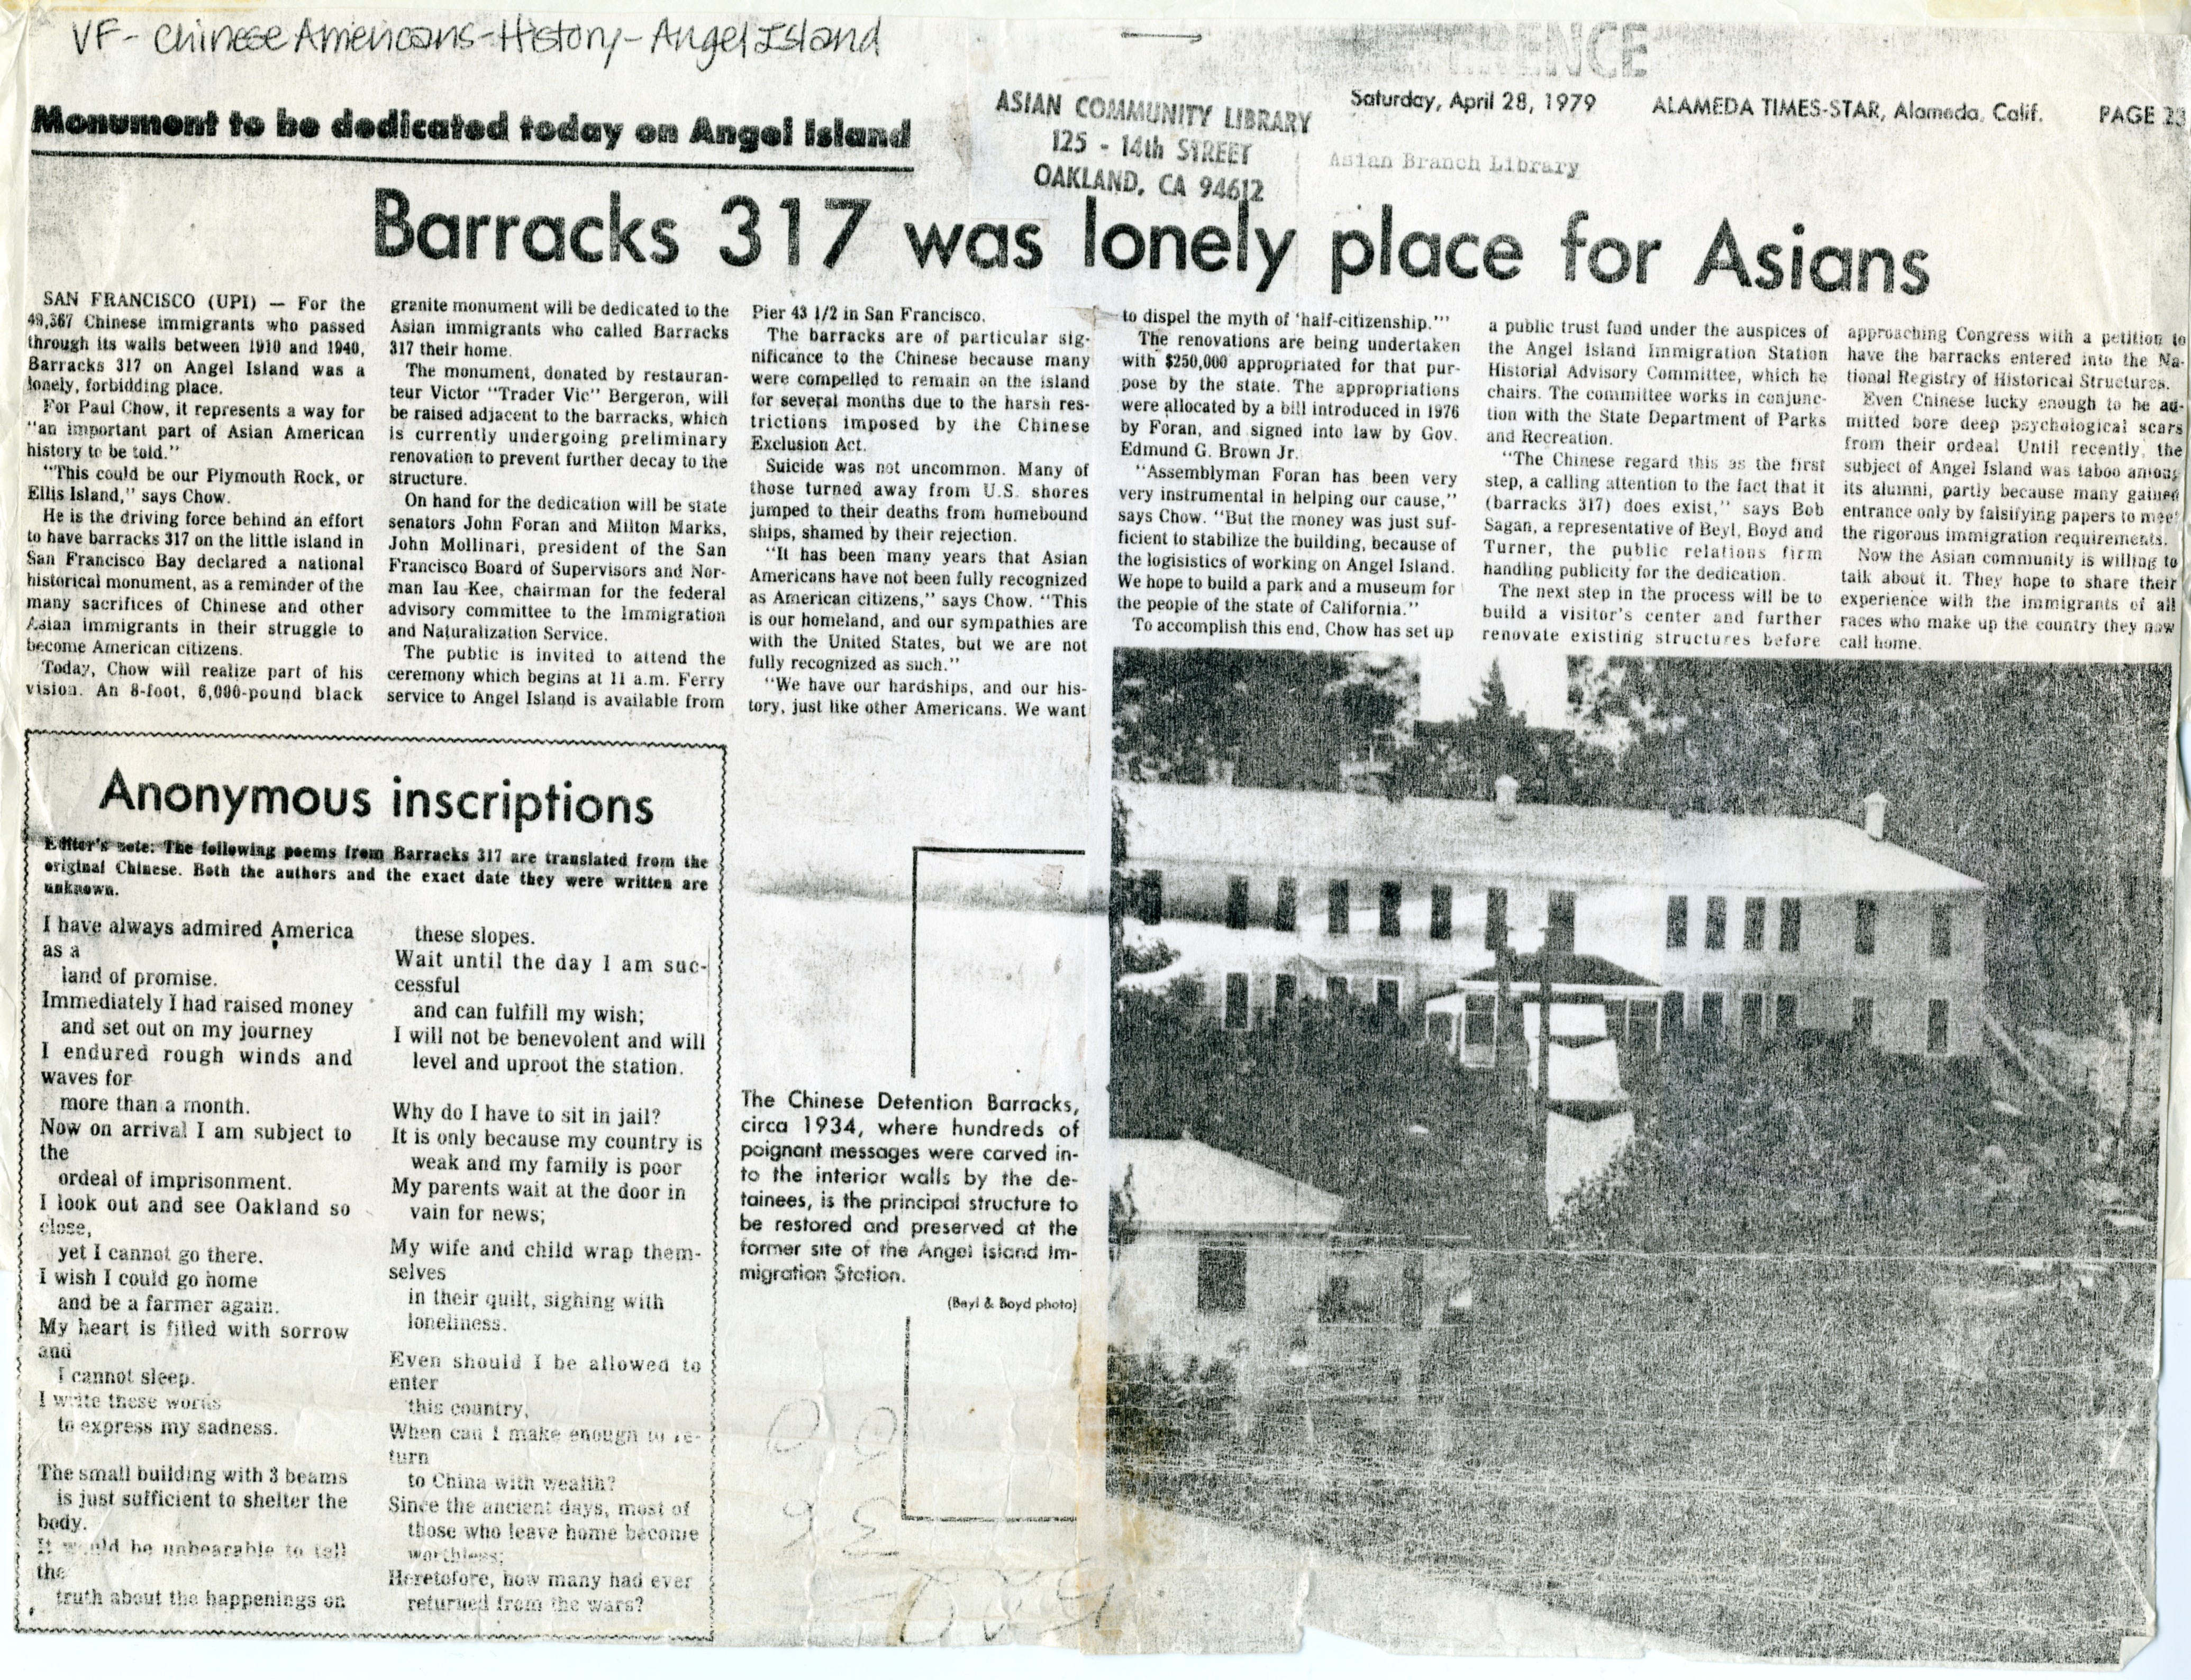 VF - Chinese Americans - History - Angel Island
Monument to be dedicated today on Angel Island
ASIAN COMMUNITY LIBRARY
125 - 14th STREET
OAKLAND, CA 94612
Saturday, April 28, 1979 ALAMEDA TIMES-STAR, Alameda, Calif. PAGE 23
Asian Branch Library
Barracks 317 was lonely place for Asians
SAN FRANCISCO (UPI) — For the
49,367 Chinese immigrants who passed
through its walls between 1910 and 1940,
Barracks 317 on Angel Island was a
lonely, forbidding place.
For Paul Chow, it represents a way for
"an important part of Asian American
history to be told."
"This could be our Plymouth Rock, or
Ellis Island," says Chow.
He is the driving force behind an effort
to have barracks 317 on the little island in
San Francisco Bay declared a national
historical monument, as a reminder of the
many sacrifices of Chinese and other
Asian immigrants in their struggle to
become American citizens.
Today, Chow will realize part of his
vision. An 8-foot, 6,000-pound black
granite monument will be dedicated to the
Asian immigrants who called Barracks
317 their home.
The monument, donated by restauran-
teur Victor "Trader Vic" Bergeron, will
be raised adjacent to the barracks, which
is currently undergoing preliminary
renovation to prevent further decay to the
structure.
On hand for the dedication will be state
senators John Foran and Milton Marks,
John Mollinari, president of the San
Francisco Board of Supervisors and Nor-
man Iau Kee, chairman for the federal
advisory committee to the Immigration
and Naturalization Service.
The public is invited to attend the
ceremony which begins at 11 a.m. Ferry
service to Angel Island is available from
Pier 43 1/2 in San Francisco.
The barracks are of particular sig-
nificance to the Chinese because many
were compelled to remain on the island
for several months due to the harsh res-
trictions imposed by the Chinese
Exclusion Act.
Suicide was not uncommon. Many of
those turned away from U.S. shores
jumped to their deaths from homebound
ships, shamed by their rejection.
"It has been many years that Asian
Americans have not been fully recognized
as American citizens," says Chow. "This
is our homeland, and our sympathies are
with the United States, but we are not
fully recognized as such."
"We have our hardships, and our his-
tory, just like other Americans. We want
to dispel the myth of 'half-citizenship.'"
The renovations are being undertaken
with $250,000 appropriated for that pur-
pose by the state. The appropriations
were allocated by a bill introduced in 1976
by Foran, and signed into law by Gov.
Edmund G. Brown Jr.
"Assemblyman Foran has been very
very instrumental in helping our cause,"
says Chow. "But the money was just suf-
ficient to stabilize the building, because of
the logisistics of working on Angel Island.
We hope to build a park and a museum for
the people of the state of California."
To accomplish this end, Chow has set up
a public trust fund under the auspices of
the Angel Island Immigration Station
Historial Advisory Committee, which he
chairs. The committee works in conjunc-
tion with the State Department of Parks
and Recreation.
"The Chinese regard this as the first
step, a calling attention to the fact that it
(barracks 317) does exist," says Bob
Sagan, a representative of Beyl, Boyd and
Turner, the public relations firm
handling publicity for the dedication.
The next step in the process will be to
build a visitor's center and further
renovate existing structures before
approaching Congress with a petition to
have the barracks entered into the Na-
tional Registry of Historical Structures.
Even Chinese lucky enough to be ad-
mitted bore deep psychological scars
from their ordeal Until recently, the
subject of Angel Island was taboo among
its alumni, partly because many gained
entrance only by falsifying papers to meet
the rigorous immigration requirements.
Now the Asian community is willing to
talk about it. They hope to share their
experience with the immigrants of all
races who make up the country they now
call home.
Anonymous inscriptions
Editor's note: The following poems from Barracks 317 are translated from the
original Chinese. Both the authors and the exact date they were written are
unknown.
I have always admired America
as a
land of promise.
Immediately I had raised money
and set out on my journey
I endured rough winds and
waves for
more than a month.
Now on arrival I am subject to
the
ordeal of imprisonment.
I look out and see Oakland so
close,
yet I cannot go there.
I wish I could go home
and be a farmer again.
My heart is filled with sorrow
and
I cannot sleep.
I write these words
to express my sadness.
The small building with 3 beams
is just sufficient to shelter the
body.
It would be unbearable to tell
the
truth about the happenings on
these slopes.
Wait until the day I am suc-
cessful
and can fulfill my wish;
I will not be benevolent and will
level and uproot the station.
Why do I have to sit in jail?
It is only because my country is
weak and my family is poor
My parents wait at the door in
vain for news;
My wife and child wrap them-
selves
in their quilt, sighing with
loneliness.
Even should I be allowed to
enter
this country,
When can I make enough to re-
turn
to China with wealth?
Since the ancient days, most of
those who leave home become
worthless;
Heretofore, how many had ever
returned from the wars?
The Chinese Detention Barracks,
circa 1934, where hundreds of
poignant messages were carved in-
to the interior walls by the de-
tainees, is the principal structure to
be restored and preserved at the
former site of the Angel Island Im-
migration Station.
(Beyl & Boyd photo)